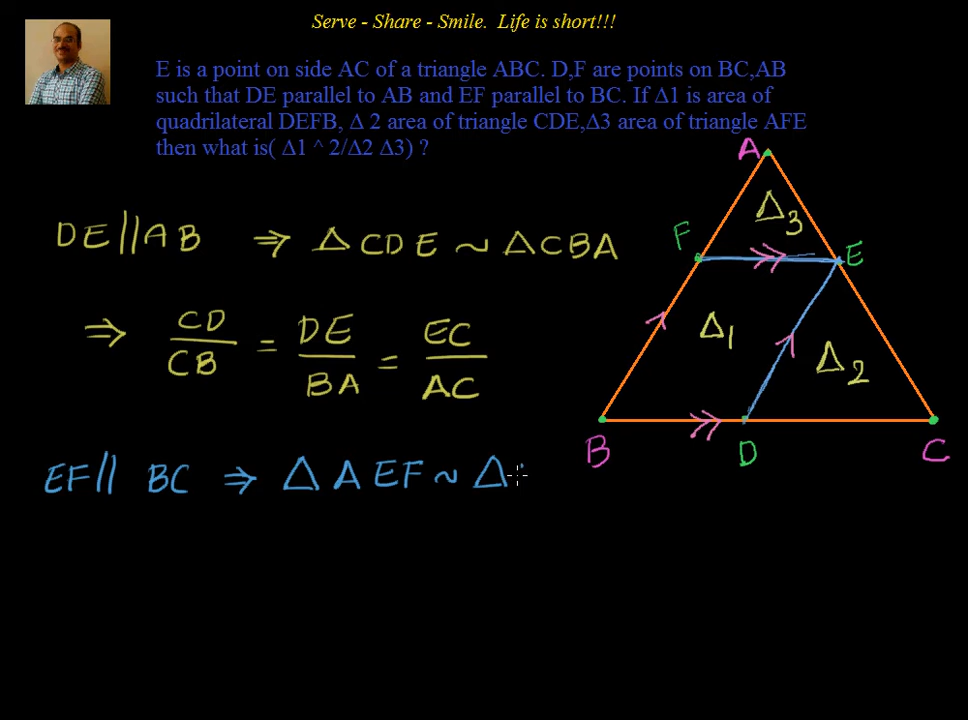 Serve - Share - Smile. Life is short!!!
E is a point on side AC of a triangle ABC. D,F are points on BC,AB
such that DE parallel to AB and EF parallel to BC. If Δ1 is area of
quadrilateral DEFB, Δ 2 area of triangle CDE,Δ3 area of triangle AFE
then what is( Δ1 ^ 2/Δ2 Δ3) ?
A
Δ3
F
E
DE//AB ⇒ Δ CDE ~ Δ CBA
Δ1
Δ2
⇒ CD/CB = DE/BA = EC/AC
B
D
C
EF// BC ⇒ Δ AEF ~ Δ